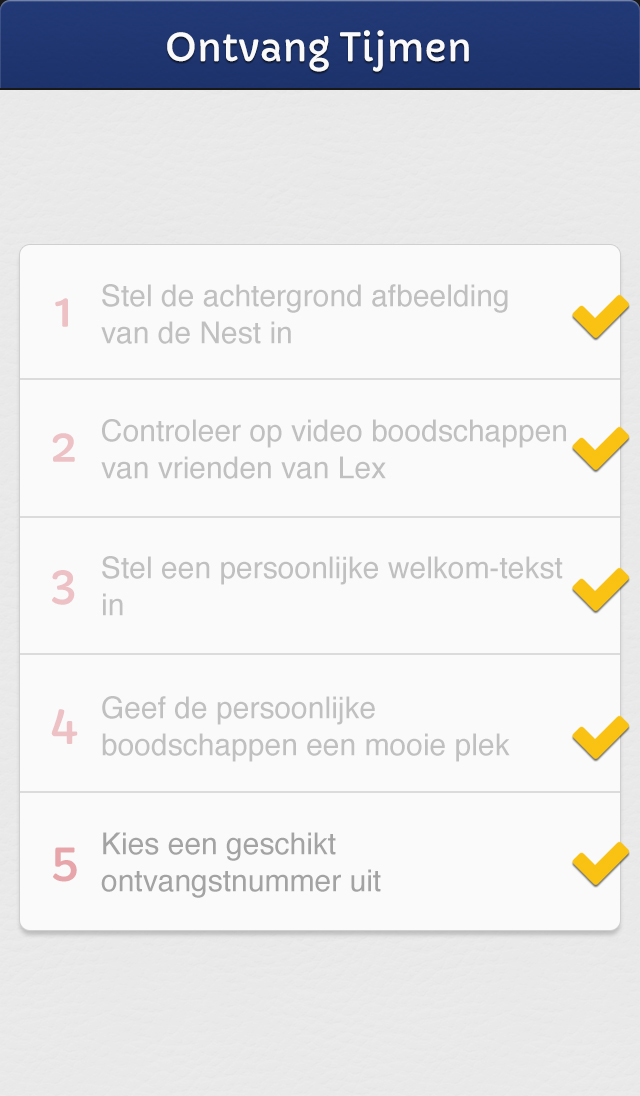 Ontvang Tijmen
1 Stel de achtergrond afbeelding
van de Nest in
2 Controleer op video boodschappen
van vrienden van Lex
3 Stel een persoonlijke welkom-tekst
in
4 Geef de persoonlijke
boodschappen een mooie plek
5 Kies een geschikt
ontvangstnummer uit